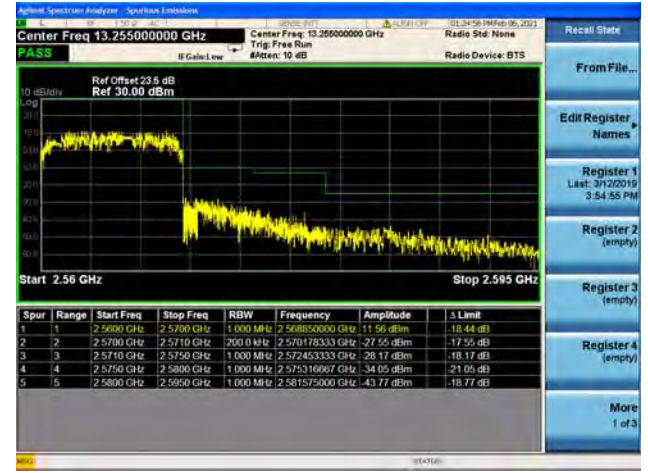 Agilent Spectrum Analyzer - Spurious Emissions
Center Freq 13.255000000 GHz
PASS
IFGain:Low
SENSE:INT
ALIGN OFF
01:24:56 PM Feb 06, 2021
Center Freq: 13.255000000 GHz
Trig: Free Run
#Atten: 10 dB
Radio Std: None
Radio Device: BTS
Ref Offset 23.5 dB
10 dB/div Ref 30.00 dBm
Log
Start 2.56 GHz
Stop 2.595 GHz
Spur Range Start Freq Stop Freq RBW Frequency Amplitude Δ Limit
1 1 2.5600 GHz 2.5700 GHz 1.000 MHz 2.568850000 GHz 11.56 dBm -18.44 dB
2 2 2.5700 GHz 2.5710 GHz 200.0 kHz 2.570178333 GHz -27.55 dBm -17.55 dB
3 3 2.5710 GHz 2.5750 GHz 1.000 MHz 2.572453333 GHz -28.17 dBm -18.17 dB
4 4 2.5750 GHz 2.5800 GHz 1.000 MHz 2.575316667 GHz -34.05 dBm -21.05 dB
5 5 2.5800 GHz 2.5950 GHz 1.000 MHz 2.581575000 GHz -43.77 dBm -18.77 dB
MSG
STATUS
Recall State
From File...
Edit Register
Names
Register 1
Last: 3/12/2019
3:54:55 PM
Register 2
(empty)
Register 3
(empty)
Register 4
(empty)
More
1 of 3